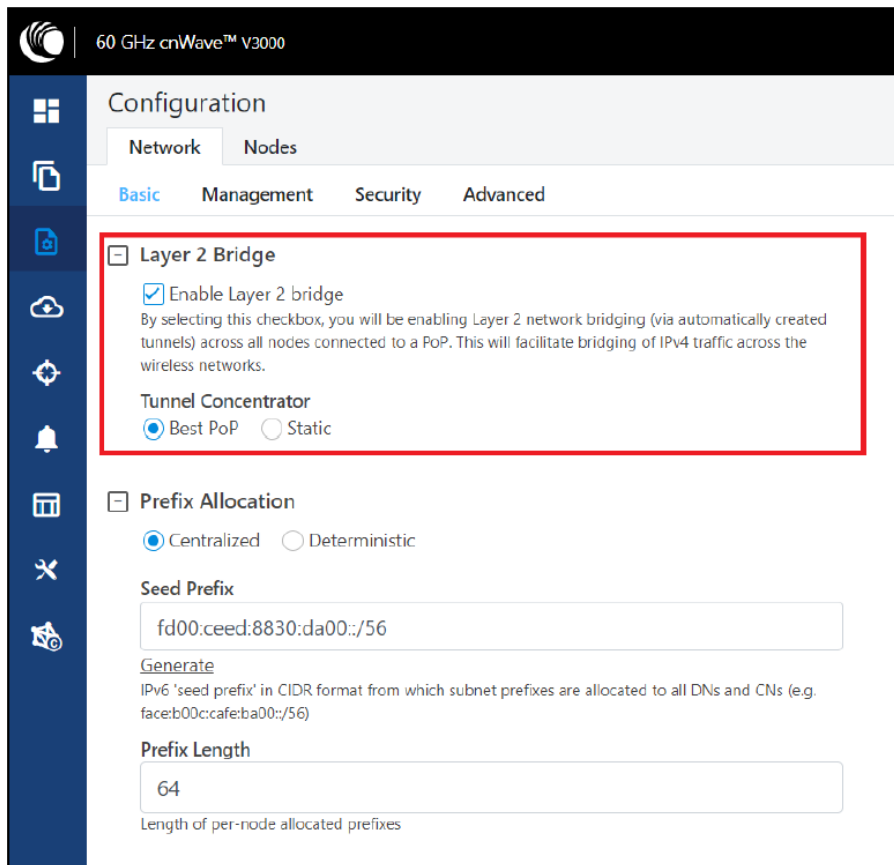 60 GHz cnWave™ V3000
Configuration
Network Nodes
Basic Management Security Advanced
Layer 2 Bridge
Enable Layer 2 bridge
By selecting this checkbox, you will be enabling Layer 2 network bridging (via automatically created
tunnels) across all nodes connected to a PoP. This will facilitate bridging of IPv4 traffic across the
wireless networks.
Tunnel Concentrator
Best PoP Static
Prefix Allocation
Centralized Deterministic
Seed Prefix
fd00:ceed:8830:da00::/56
Generate
IPv6 'seed prefix' in CIDR format from which subnet prefixes are allocated to all DNs and CNs (e.g.
face:b00c:cafe:ba00::/56)
Prefix Length
64
Length of per-node allocated prefixes